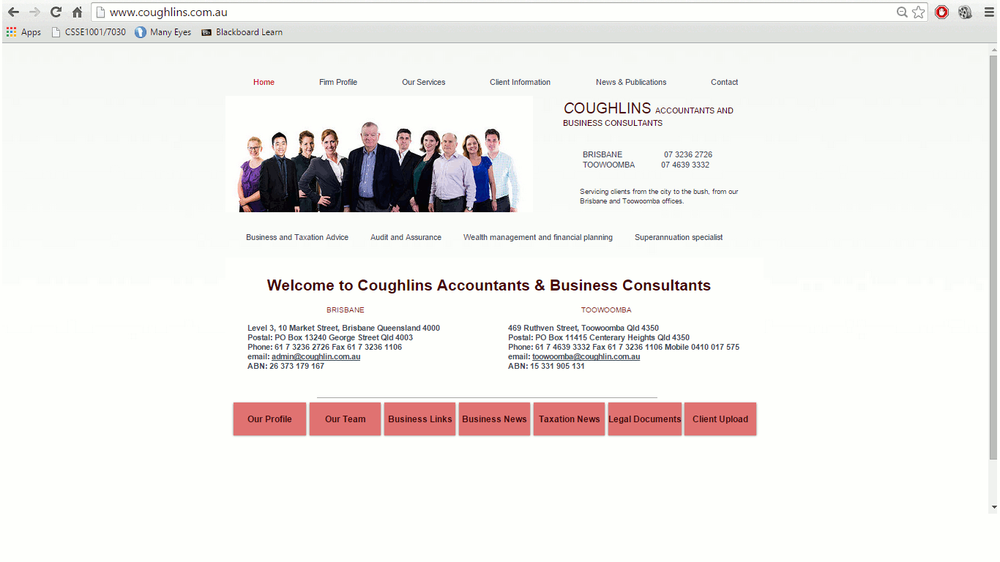 www.coughlins.com.au
Apps CSSE1001/7030 Many Eyes Blackboard Learn
Home Firm Profile Our Services Client Information News & Publications Contact
COUGHLINS ACCOUNTANTS AND
BUSINESS CONSULTANTS
BRISBANE 07 3236 2726
TOOWOOMBA 07 4639 3332
Servicing clients from the city to the bush, from our
Brisbane and Toowoomba offices.
Business and Taxation Advice Audit and Assurance Wealth management and financial planning Superannuation specialist
Welcome to Coughlins Accountants & Business Consultants
BRISBANE
Level 3, 10 Market Street, Brisbane Queensland 4000
Postal: PO Box 13240 George Street Qld 4003
Phone: 61 7 3236 2726 Fax 61 7 3236 1106
email: admin@coughlin.com.au
ABN: 26 373 179 167
TOOWOOMBA
469 Ruthven Street, Toowoomba Qld 4350
Postal: PO Box 11415 Centerary Heights Qld 4350
Phone: 61 7 4639 3332 Fax 61 7 3236 1106 Mobile 0410 017 575
email: toowoomba@coughlin.com.au
ABN: 15 331 905 131
Our Profile Our Team Business Links Business News Taxation News Legal Documents Client Upload